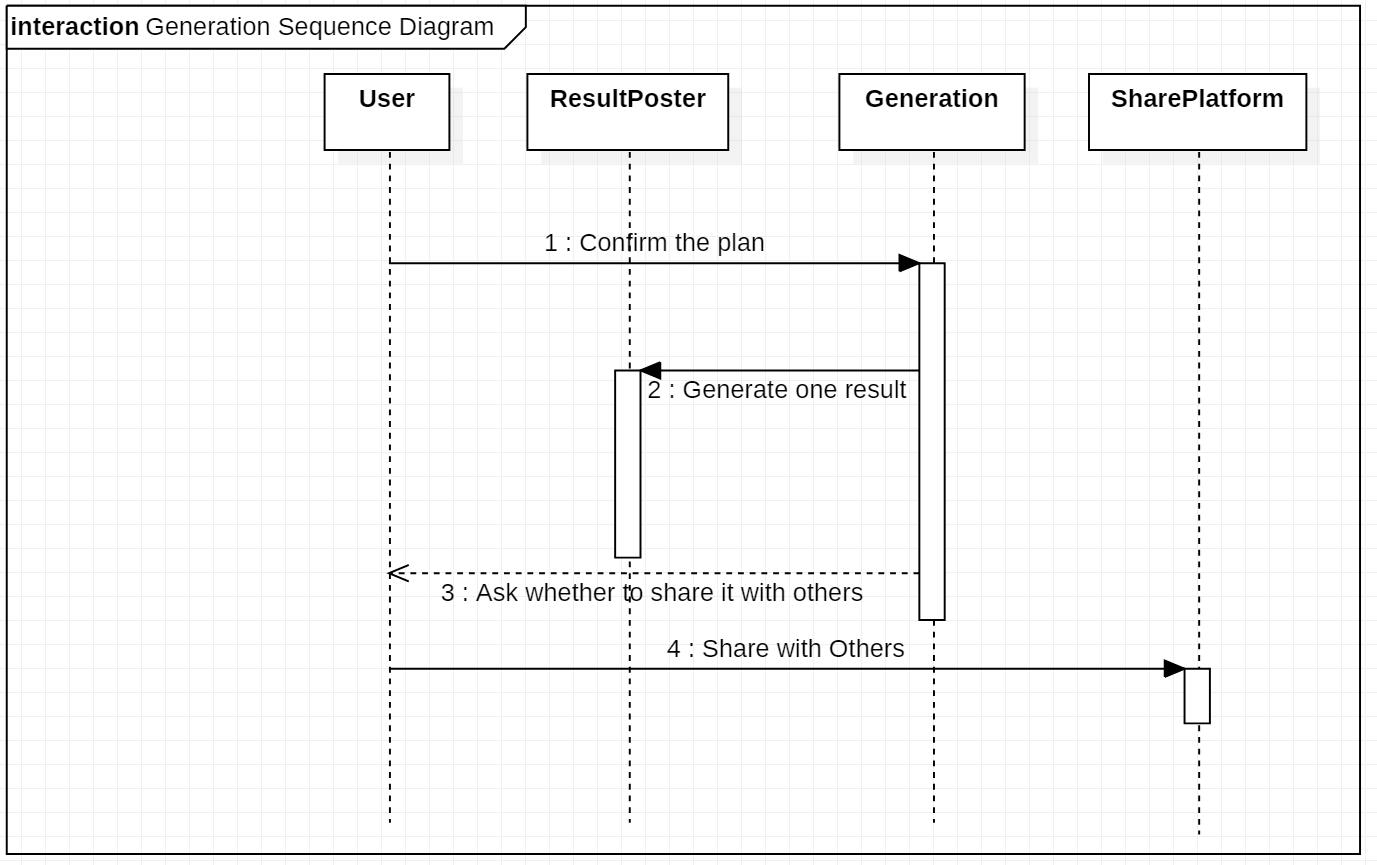 interaction Generation Sequence Diagram
User
ResultPoster
Generation
SharePlatform
1 : Confirm the plan
2 : Generate one result
3 : Ask whether to share it with others
4 : Share with Others